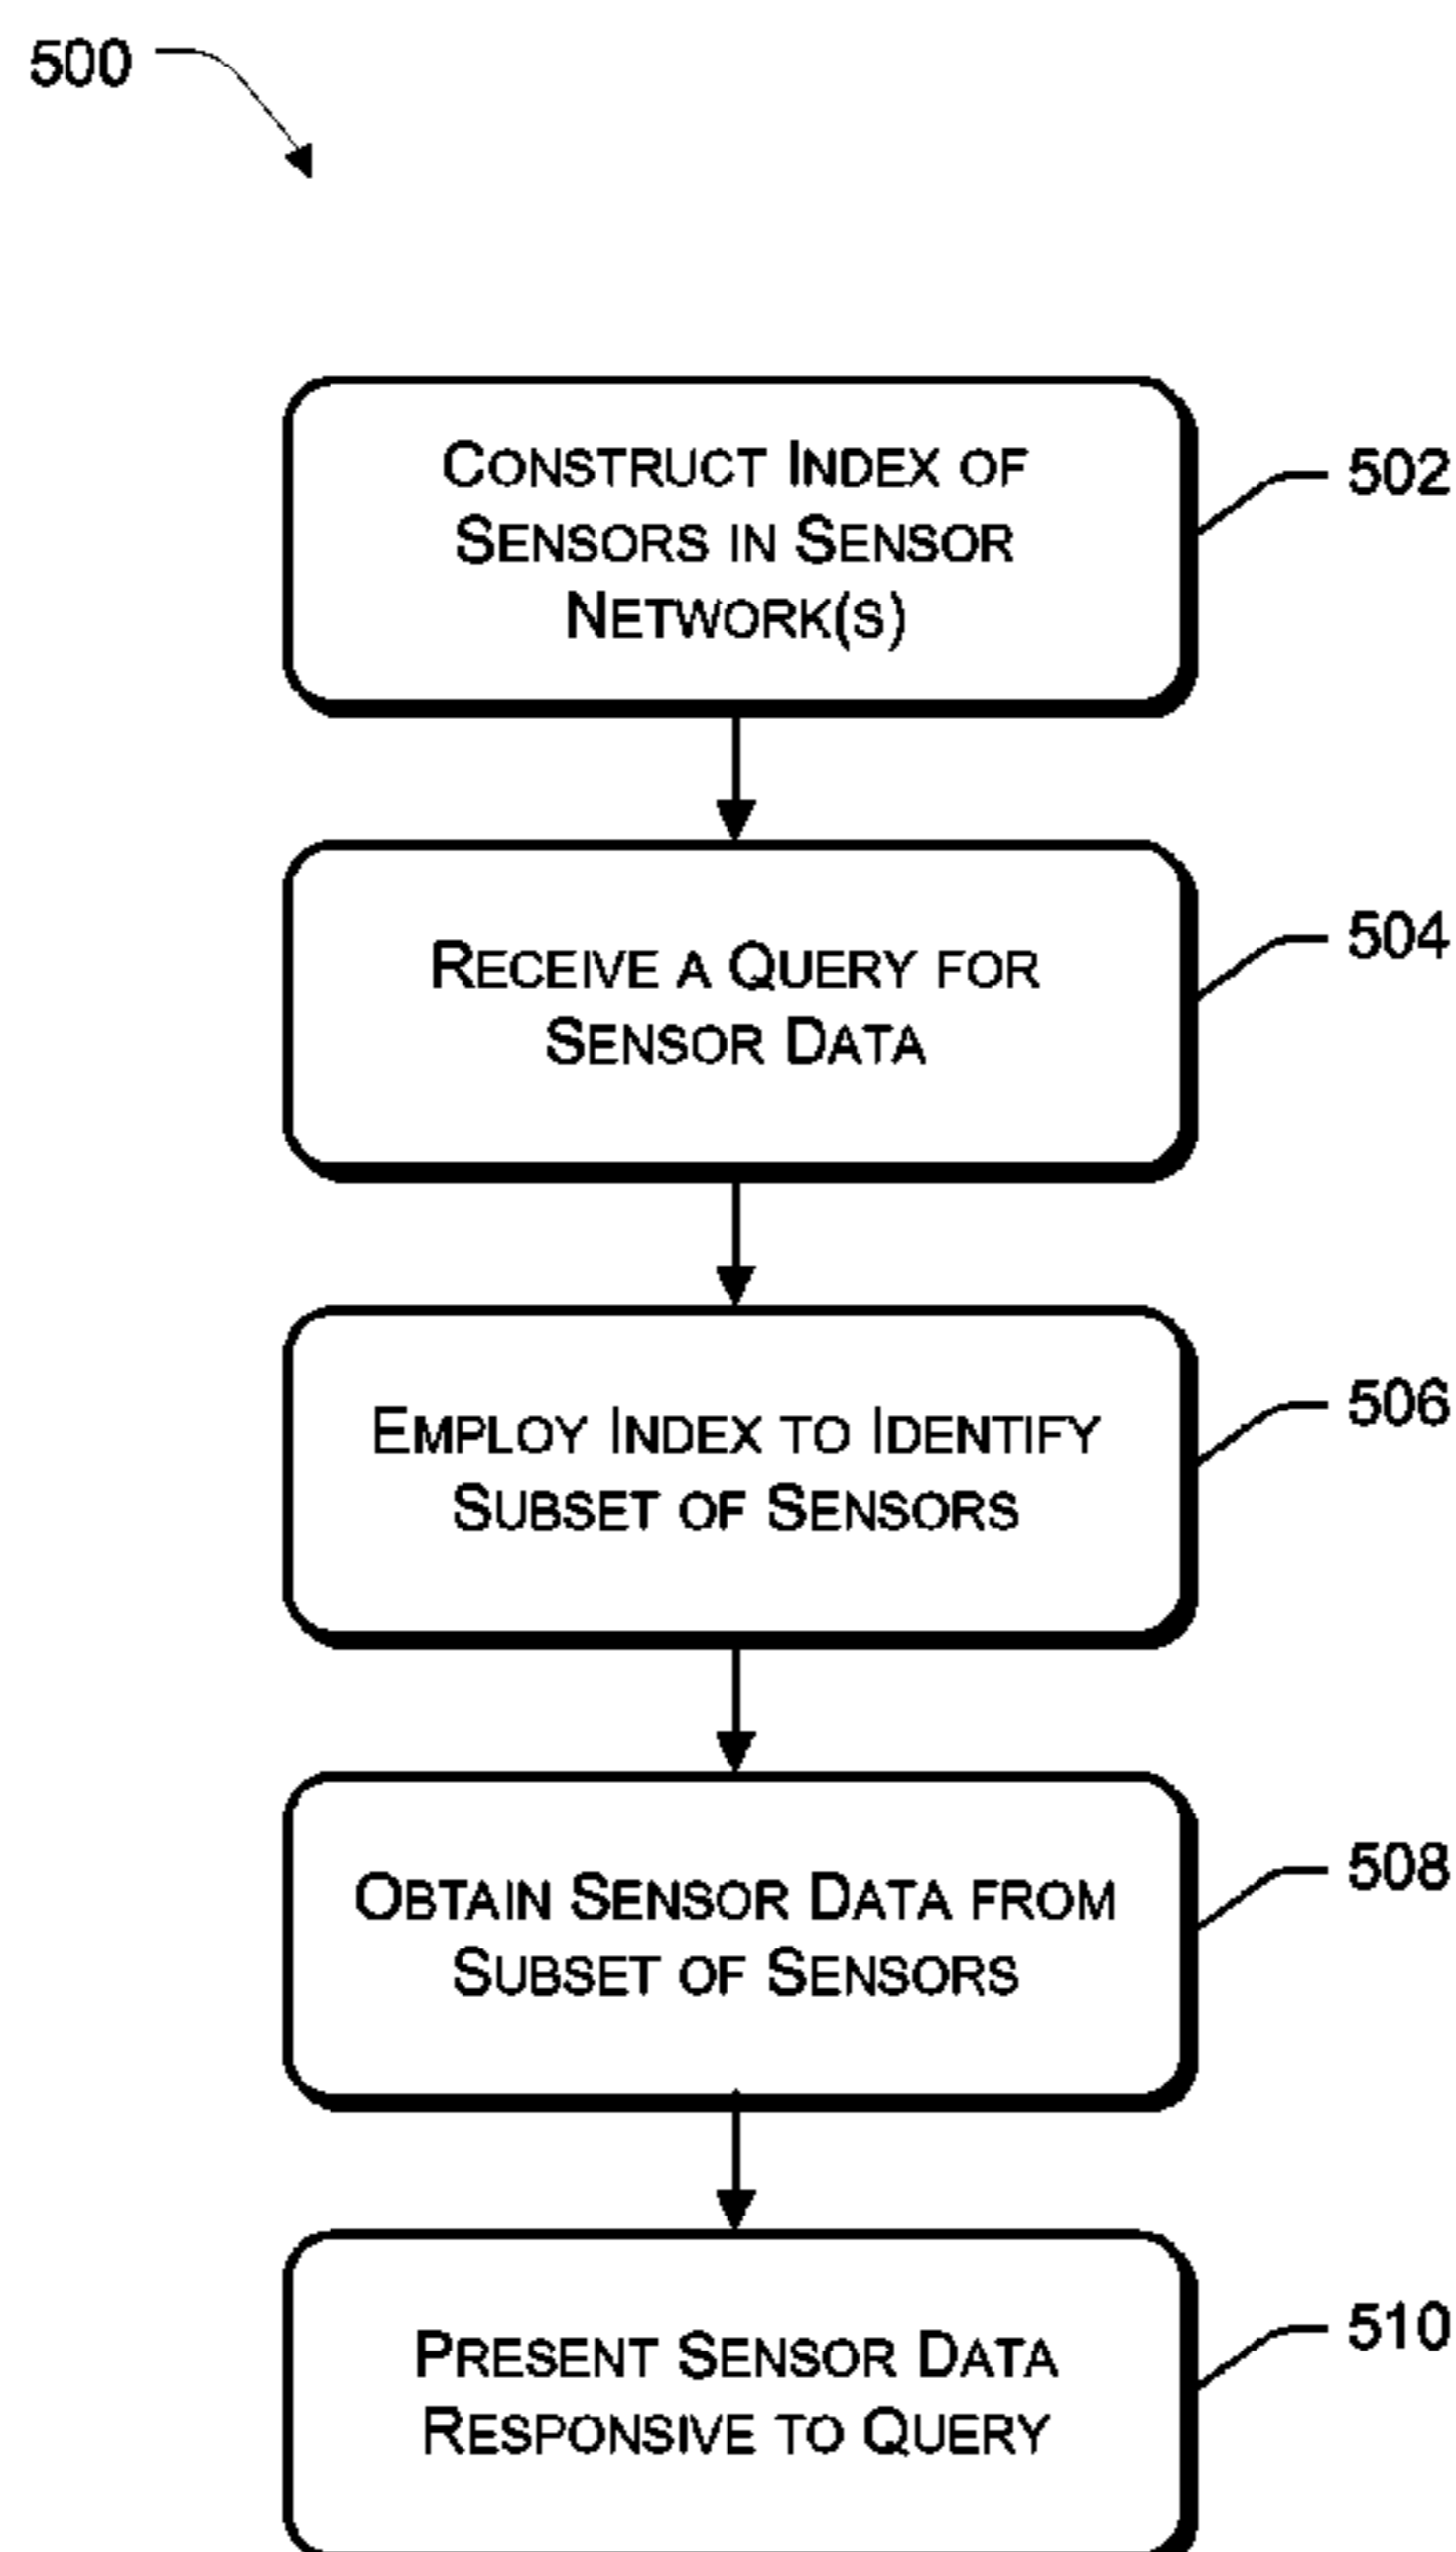 500
CONSTRUCT INDEX OF
SENSORS IN SENSOR
NETWORK(S)
502
RECEIVE A QUERY FOR
SENSOR DATA
504
EMPLOY INDEX TO IDENTIFY
SUBSET OF SENSORS
506
OBTAIN SENSOR DATA FROM
SUBSET OF SENSORS
508
PRESENT SENSOR DATA
RESPONSIVE TO QUERY
510